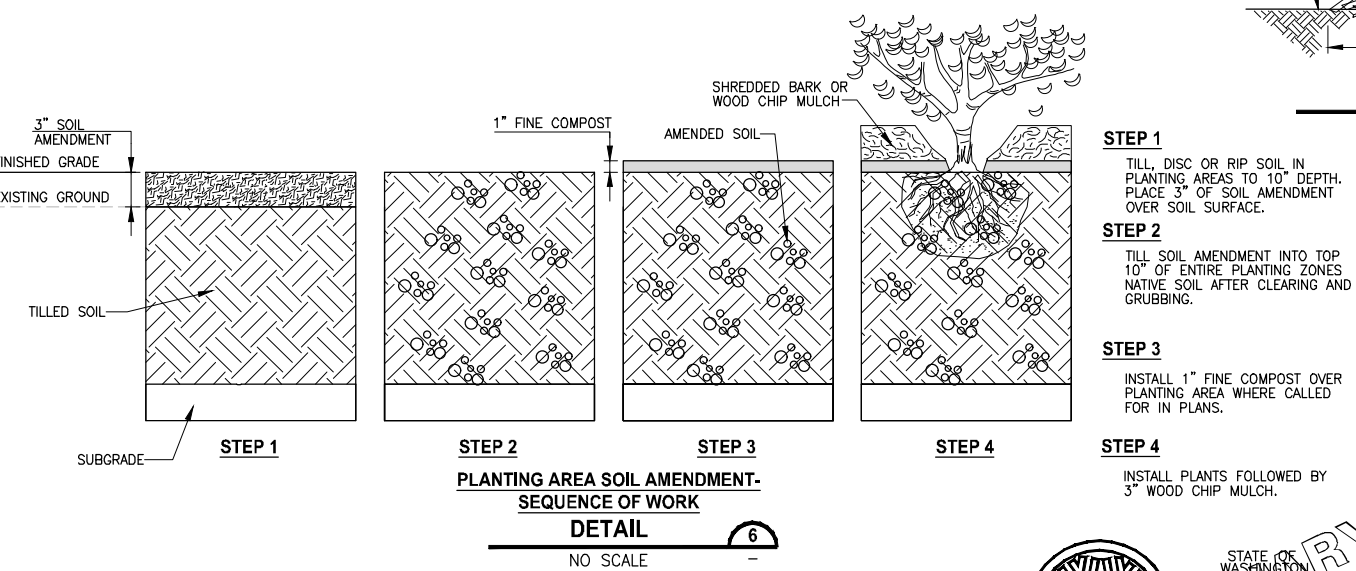 3" SOIL
AMENDMENT
FINISHED GRADE
EXISTING GROUND
TILLED SOIL
SUBGRADE
STEP 1
STEP 2
1" FINE COMPOST
AMENDED SOIL
STEP 3
SHREDDED BARK OR
WOOD CHIP MULCH
STEP 4
PLANTING AREA SOIL AMENDMENT-
SEQUENCE OF WORK
DETAIL
6
NO SCALE
-
STEP 1
TILL, DISC OR RIP SOIL IN
PLANTING AREAS TO 10" DEPTH.
PLACE 3" OF SOIL AMENDMENT
OVER SOIL SURFACE.
STEP 2
TILL SOIL AMENDMENT INTO TOP
10" OF ENTIRE PLANTING ZONES
NATIVE SOIL AFTER CLEARING AND
GRUBBING.
STEP 3
INSTALL 1" FINE COMPOST OVER
PLANTING AREA WHERE CALLED
FOR IN PLANS.
STEP 4
INSTALL PLANTS FOLLOWED BY
3" WOOD CHIP MULCH.
STATE OF
WASHINGTON